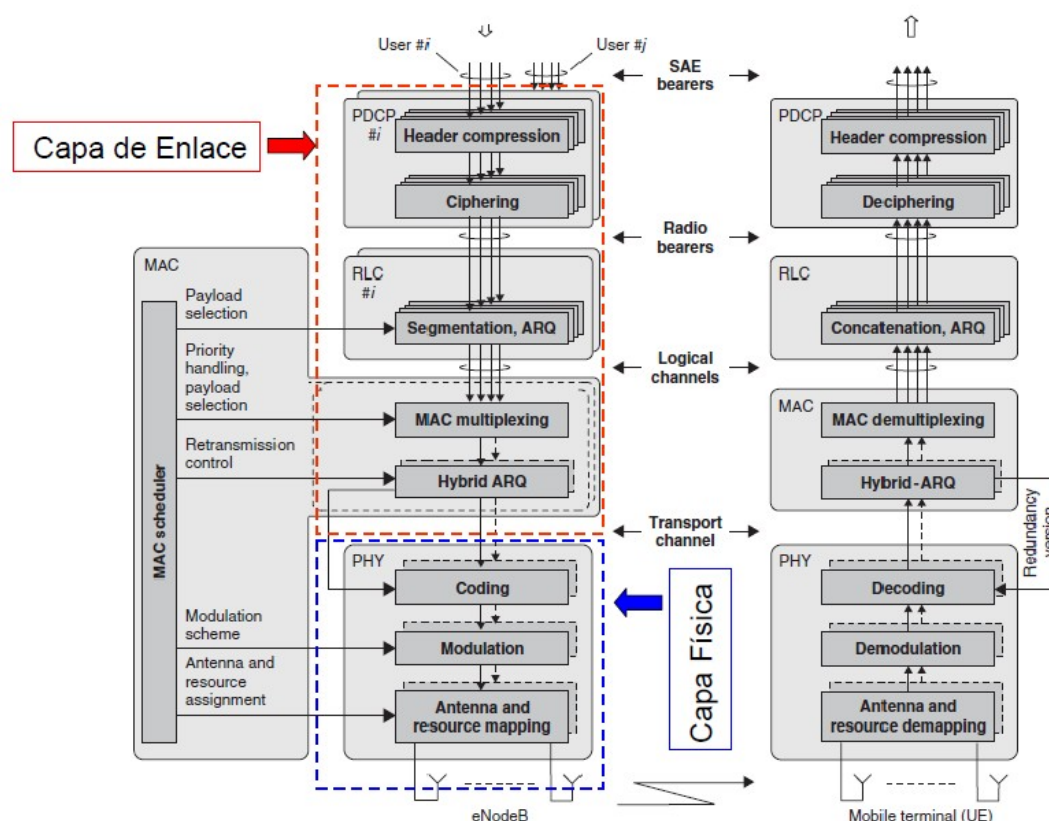 User #i
User #j
SAE
bearers
PDCP
#i
Header compression
Ciphering
PDCP
Header compression
Deciphering
Capa de Enlace
Radio
bearers
MAC
RLC
#i
Segmentation, ARQ
RLC
Concatenation, ARQ
Payload
selection
Priority
handling,
payload
selection
Retransmission
control
Logical
channels
MAC multiplexing
Hybrid ARQ
MAC
MAC demultiplexing
Hybrid-ARQ
MAC scheduler
Transport
channel
Redundancy
version
PHY
Coding
Modulation
Antenna and
resource mapping
Modulation
scheme
Antenna and
resource
assignment
Capa Física
PHY
Decoding
Demodulation
Antenna and
resource demapping
eNodeB
Mobile terminal (UE)